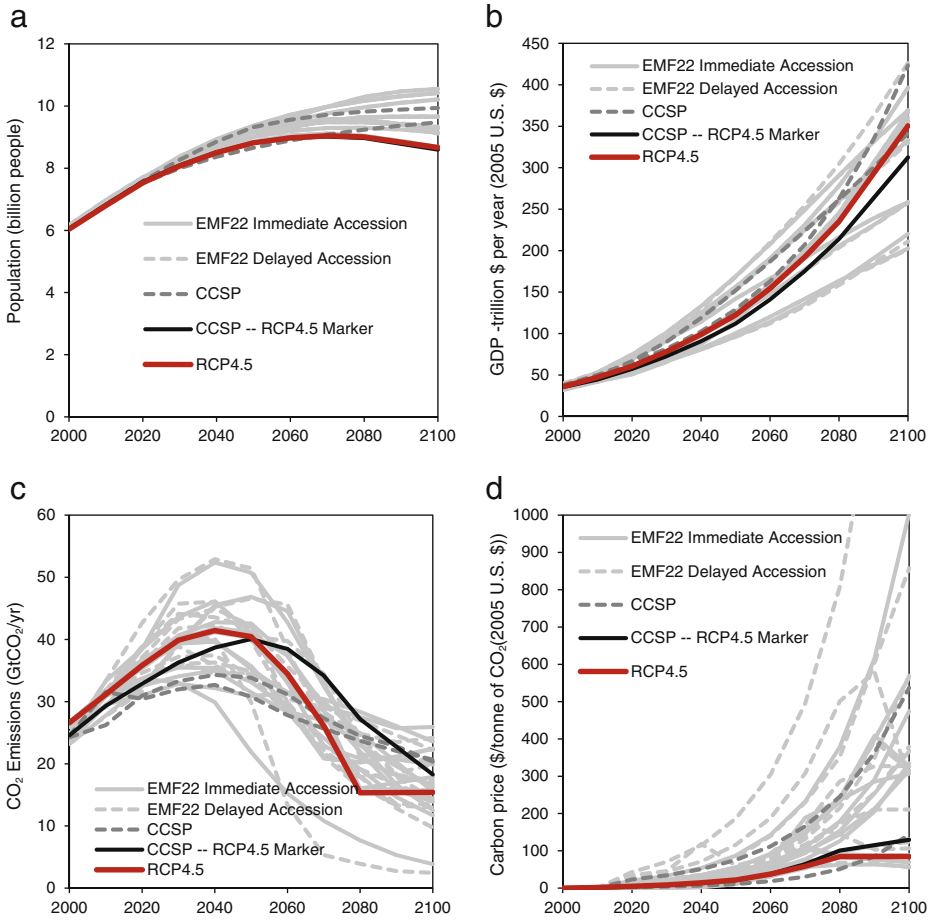 a
Population (billion people)
12
10
8
6
4
2
0
EMF22 Immediate Accession
EMF22 Delayed Accession
CCSP
CCSP -- RCP4.5 Marker
RCP4.5
2000 2020 2040 2060 2080 2100
b
GDP -trillion $ per year (2005 U.S. $)
450
400
350
300
250
200
150
100
50
0
EMF22 Immediate Accession
EMF22 Delayed Accession
CCSP
CCSP -- RCP4.5 Marker
RCP4.5
2000 2020 2040 2060 2080 2100
c
CO₂ Emissions (GtCO₂/yr)
60
50
40
30
20
10
0
EMF22 Immediate Accession
EMF22 Delayed Accession
CCSP
CCSP -- RCP4.5 Marker
RCP4.5
2000 2020 2040 2060 2080 2100
d
Carbon price ($/tonne of CO₂(2005 U.S. $))
1000
900
800
700
600
500
400
300
200
100
0
EMF22 Immediate Accession
EMF22 Delayed Accession
CCSP
CCSP -- RCP4.5 Marker
RCP4.5
2000 2020 2040 2060 2080 2100